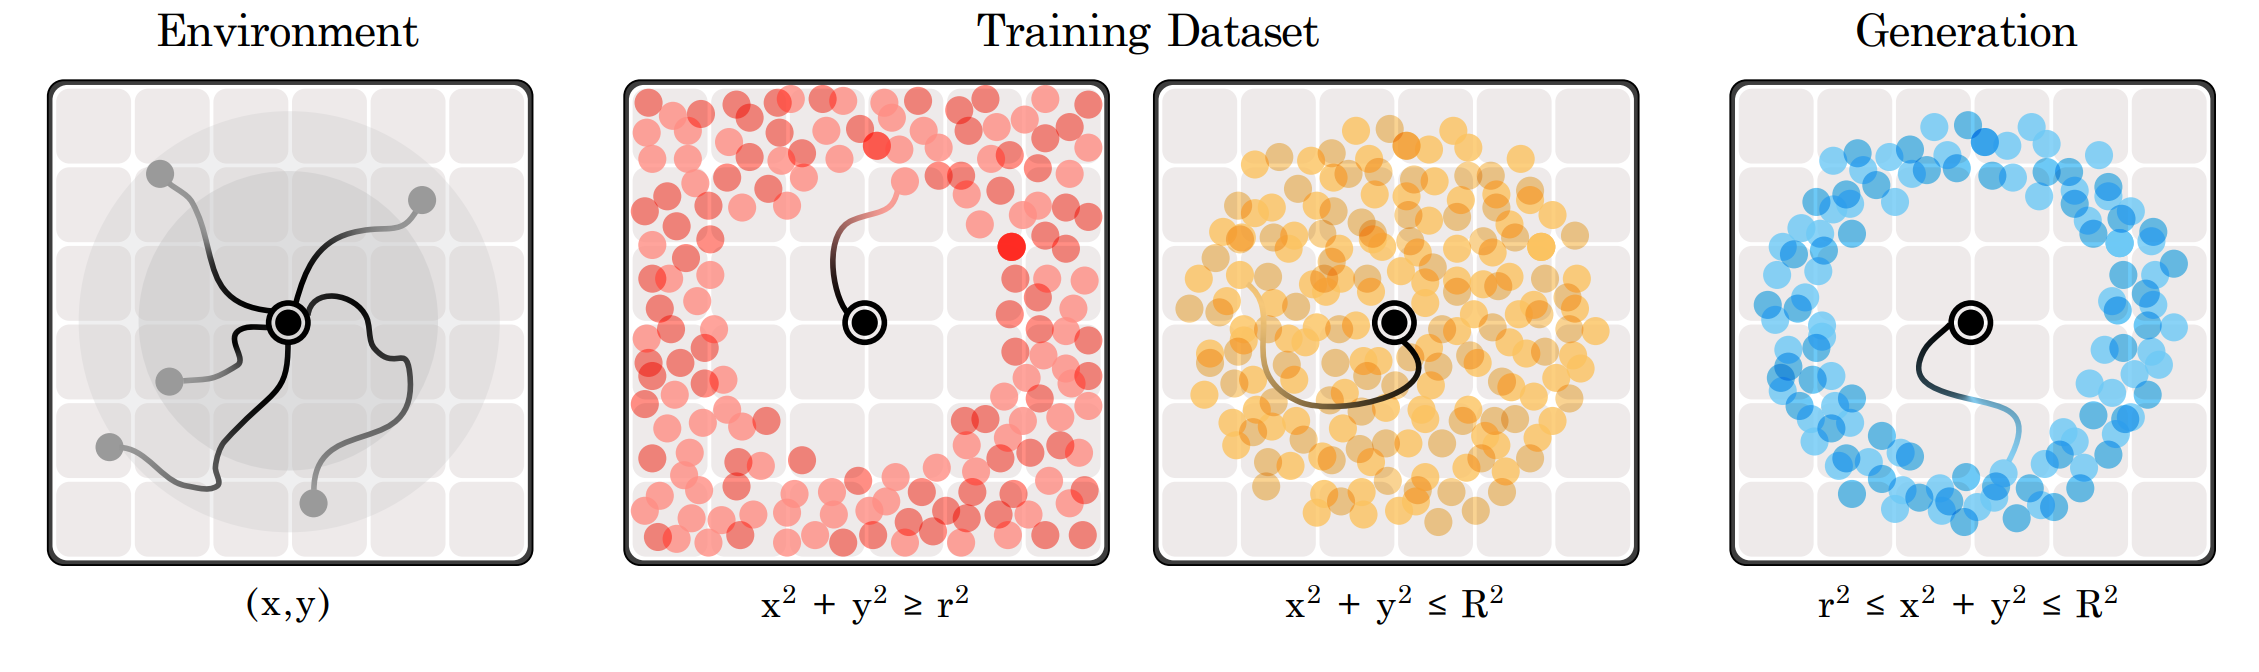 Environment
Training Dataset
Generation
(x,y)
x² + y² ≥ r²
x² + y² ≤ R²
r² ≤ x² + y² ≤ R²